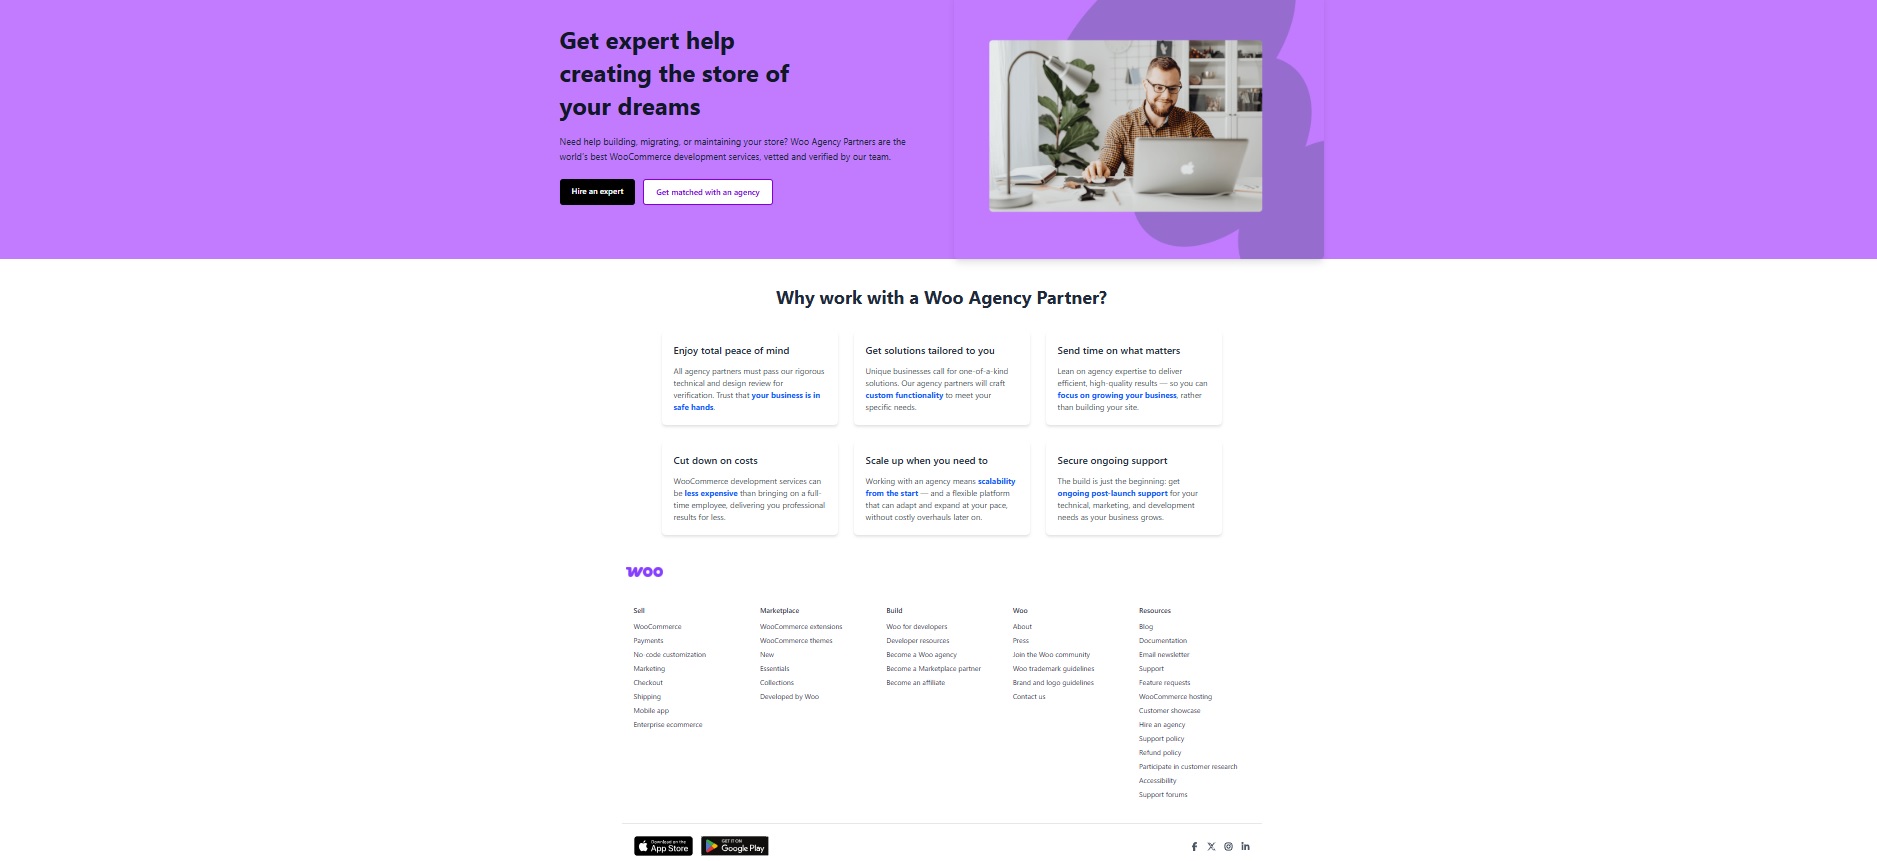 Get expert help
creating the store of
your dreams
Need help building, migrating, or maintaining your store? Woo Agency Partners are the
world's best WooCommerce development services, vetted and verified by our team.
Hire an expert
Get matched with an agency
Why work with a Woo Agency Partner?
Enjoy total peace of mind
All agency partners must pass our rigorous
technical and design review for
verification. Trust that your business is in
safe hands.
Get solutions tailored to you
Unique businesses call for one-of-a-kind
solutions. Our agency partners will craft
custom functionality to meet your
specific needs.
Send time on what matters
Lean on agency expertise to deliver
efficient, high-quality results — so you can
focus on growing your business, rather
than building your site.
Cut down on costs
WooCommerce development services can
be less expensive than bringing on a full-
time employee, delivering you professional
results for less.
Scale up when you need to
Working with an agency means scalability
from the start — and a flexible platform
that can adapt and expand at your pace,
without costly overhauls later on.
Secure ongoing support
The build is just the beginning: get
ongoing post-launch support for your
technical, marketing, and development
needs as your business grows.
Woo
Sell
WooCommerce
Payments
No-code customization
Marketing
Checkout
Shipping
Mobile app
Enterprise ecommerce
Marketplace
WooCommerce extensions
WooCommerce themes
New
Essentials
Collections
Developed by Woo
Build
Woo for developers
Developer resources
Become a Woo agency
Become a Marketplace partner
Become an affiliate
Woo
About
Press
Join the Woo community
Woo trademark guidelines
Brand and logo guidelines
Contact us
Resources
Blog
Documentation
Email newsletter
Support
Feature requests
WooCommerce hosting
Customer showcase
Hire an agency
Support policy
Refund policy
Participate in customer research
Accessibility
Support forums
Download on the
App Store
GET IT ON
Google Play